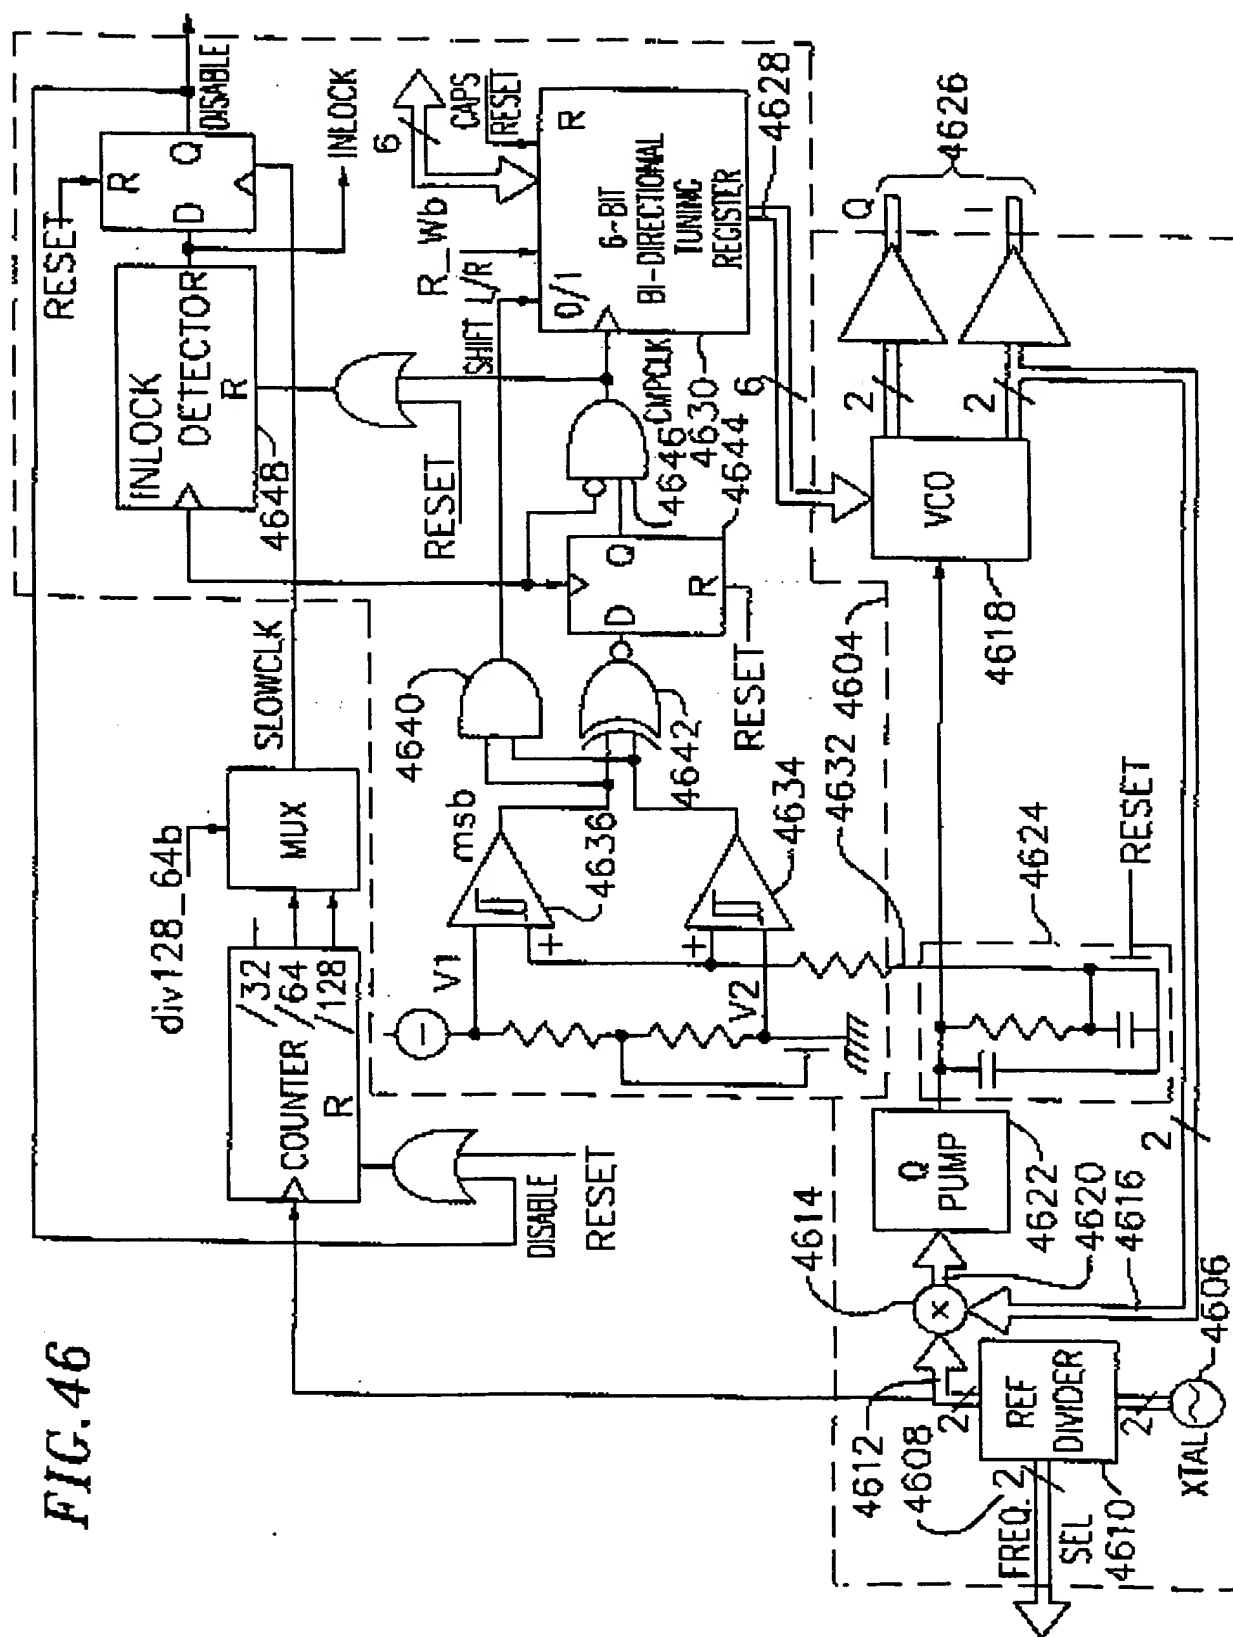 FIG.46
RESET
R
D
Q
DISABLE
INLOCK
INLOCK
DETECTOR
R
4648
RESET
SLOWCLK
div128_64b
MUX
/32
/64
/128
COUNTER
R
DISABLE
RESET
6
CAPS
RESET
R_Wb
SHIFT L/R
0/1
R
6-BIT
BI-DIRECTIONAL
TUNING
REGISTER
4628
CMPCLK
4646
4630
4644
Q
D
R
RESET
4640
4642
msb
4636
4634
V1
+
+
V2
4632
4604
6
Q
I
4626
2
2
VCO
4618
4624
RESET
Q
PUMP
4622
4620
4616
4614
X
2
4612
4608
2
REF
DIVIDER
FREQ.
2
SEL
4610
2
XTAL
4606